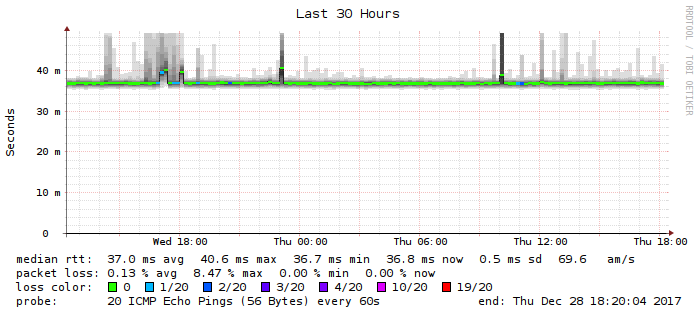 Last 30 Hours
RRDTOOL / TOBI OETIKER
Seconds
40 m
30 m
20 m
10 m
0
Wed 18:00 Thu 00:00 Thu 06:00 Thu 12:00 Thu 18:00
median rtt: 37.0 ms avg 40.6 ms max 36.7 ms min 36.8 ms now 0.5 ms sd 69.6 am/s
packet loss: 0.13 % avg 8.47 % max 0.00 % min 0.00 % now
loss color: 0 1/20 2/20 3/20 4/20 10/20 19/20
probe: 20 ICMP Echo Pings (56 Bytes) every 60s end: Thu Dec 28 18:20:04 2017